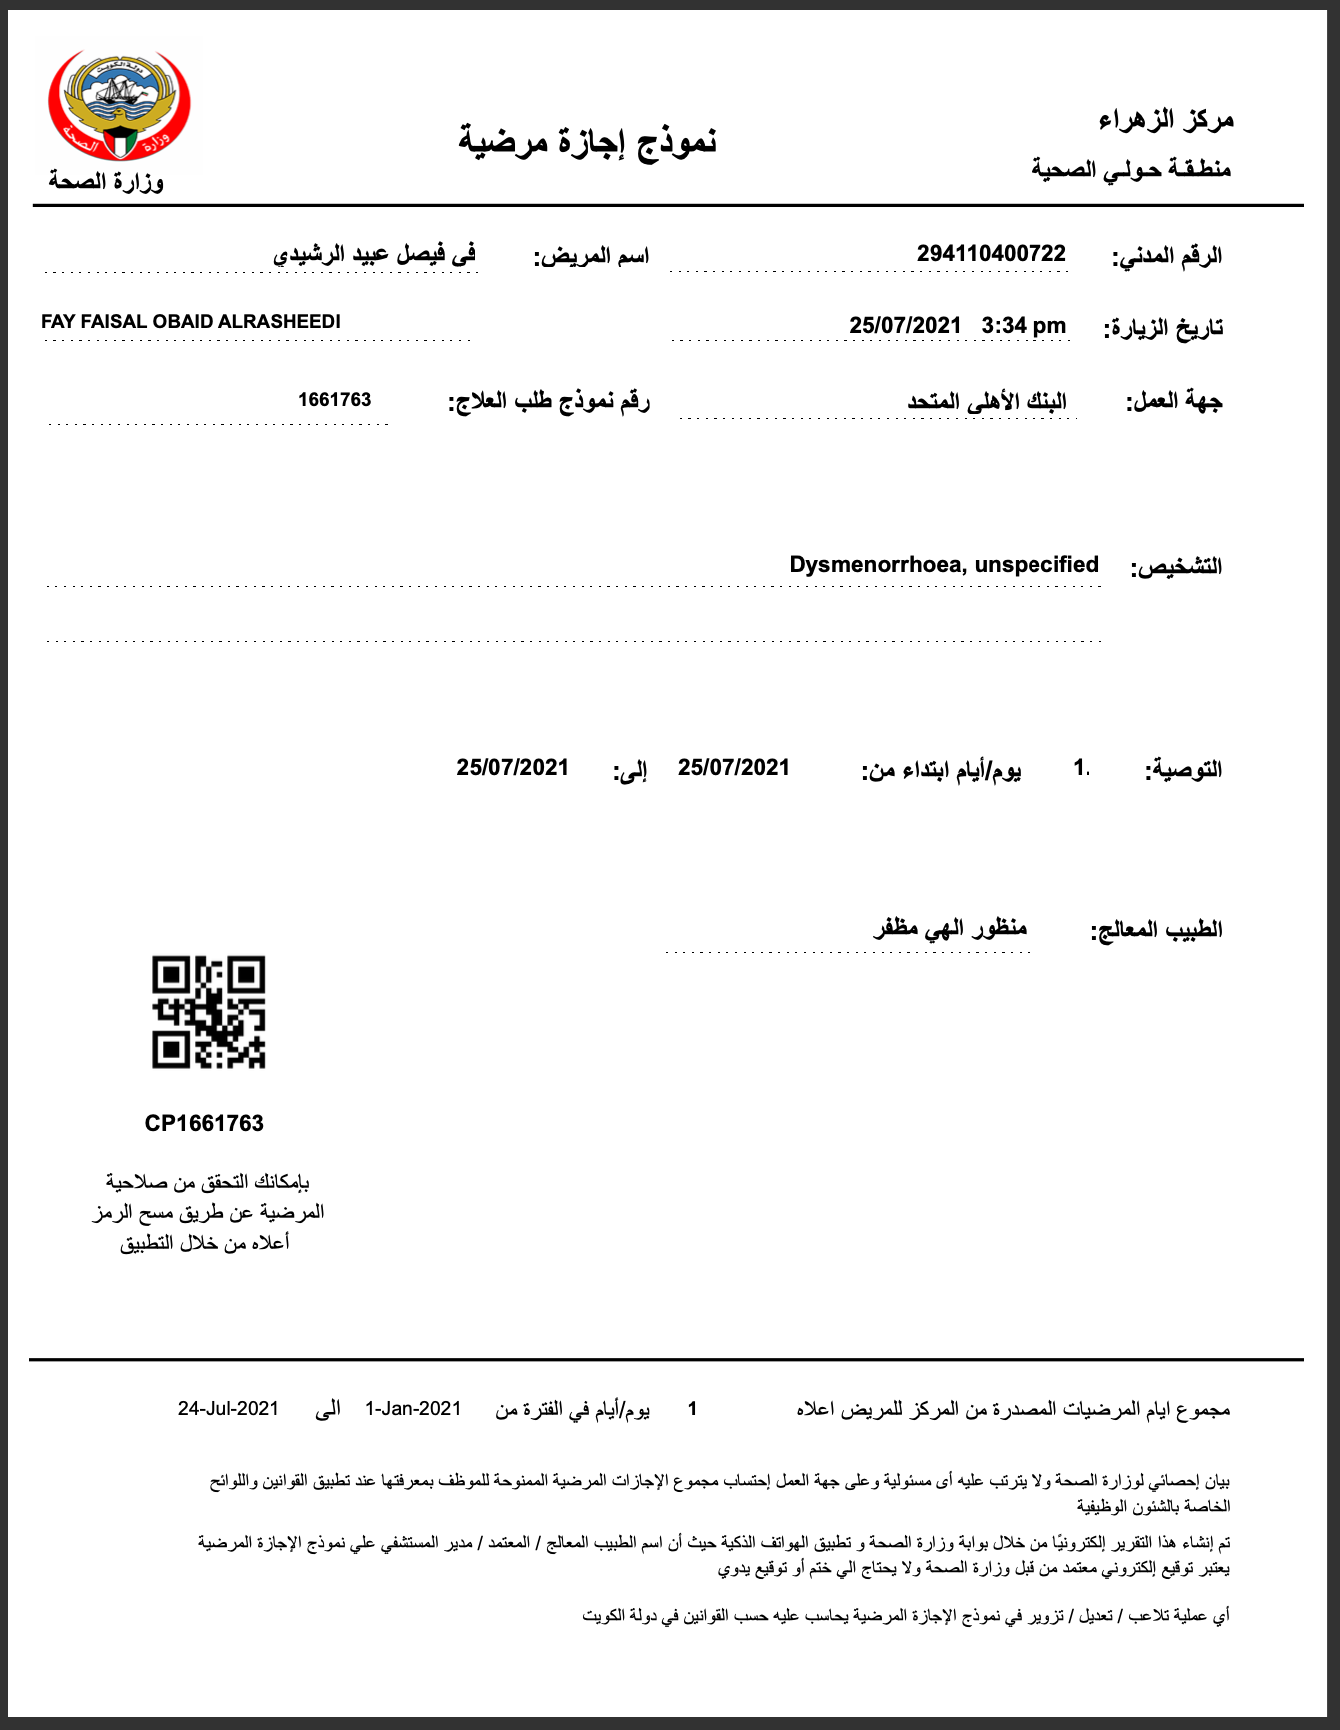 مركز الزهراء
منطقة حولي الصحية
نموذج إجازة مرضية
دولة الكويت
وزارة الصحة
وزارة الصحة
الرقم المدني: 294110400722 اسم المريض: فى فيصل عبيد الرشيدي
تاريخ الزيارة: 25/07/2021 3:34 pm FAY FAISAL OBAID ALRASHEEDI
جهة العمل: البنك الأهلى المتحد رقم نموذج طلب العلاج: 1661763
التشخيص: Dysmenorrhoea, unspecified
التوصية: 1. يوم/أيام ابتداء من: 25/07/2021 إلى: 25/07/2021
الطبيب المعالج: منظور الهي مظفر
CP1661763
بإمكانك التحقق من صلاحية
المرضية عن طريق مسح الرمز
أعلاه من خلال التطبيق
مجموع ايام المرضيات المصدرة من المركز للمريض اعلاه 1 يوم/أيام في الفترة من 1-Jan-2021 الى 24-Jul-2021
بيان إحصائي لوزارة الصحة ولا يترتب عليه أى مسئولية وعلى جهة العمل إحتساب مجموع الإجازات المرضية الممنوحة للموظف بمعرفتها عند تطبيق القوانين واللوائح
الخاصة بالشئون الوظيفية
تم إنشاء هذا التقرير إلكترونيًا من خلال بوابة وزارة الصحة و تطبيق الهواتف الذكية حيث أن اسم الطبيب المعالج / المعتمد / مدير المستشفي علي نموذج الإجازة المرضية
يعتبر توقيع إلكتروني معتمد من قبل وزارة الصحة ولا يحتاج الي ختم أو توقيع يدوي
أي عملية تلاعب / تعديل / تزوير في نموذج الإجازة المرضية يحاسب عليه حسب القوانين في دولة الكويت